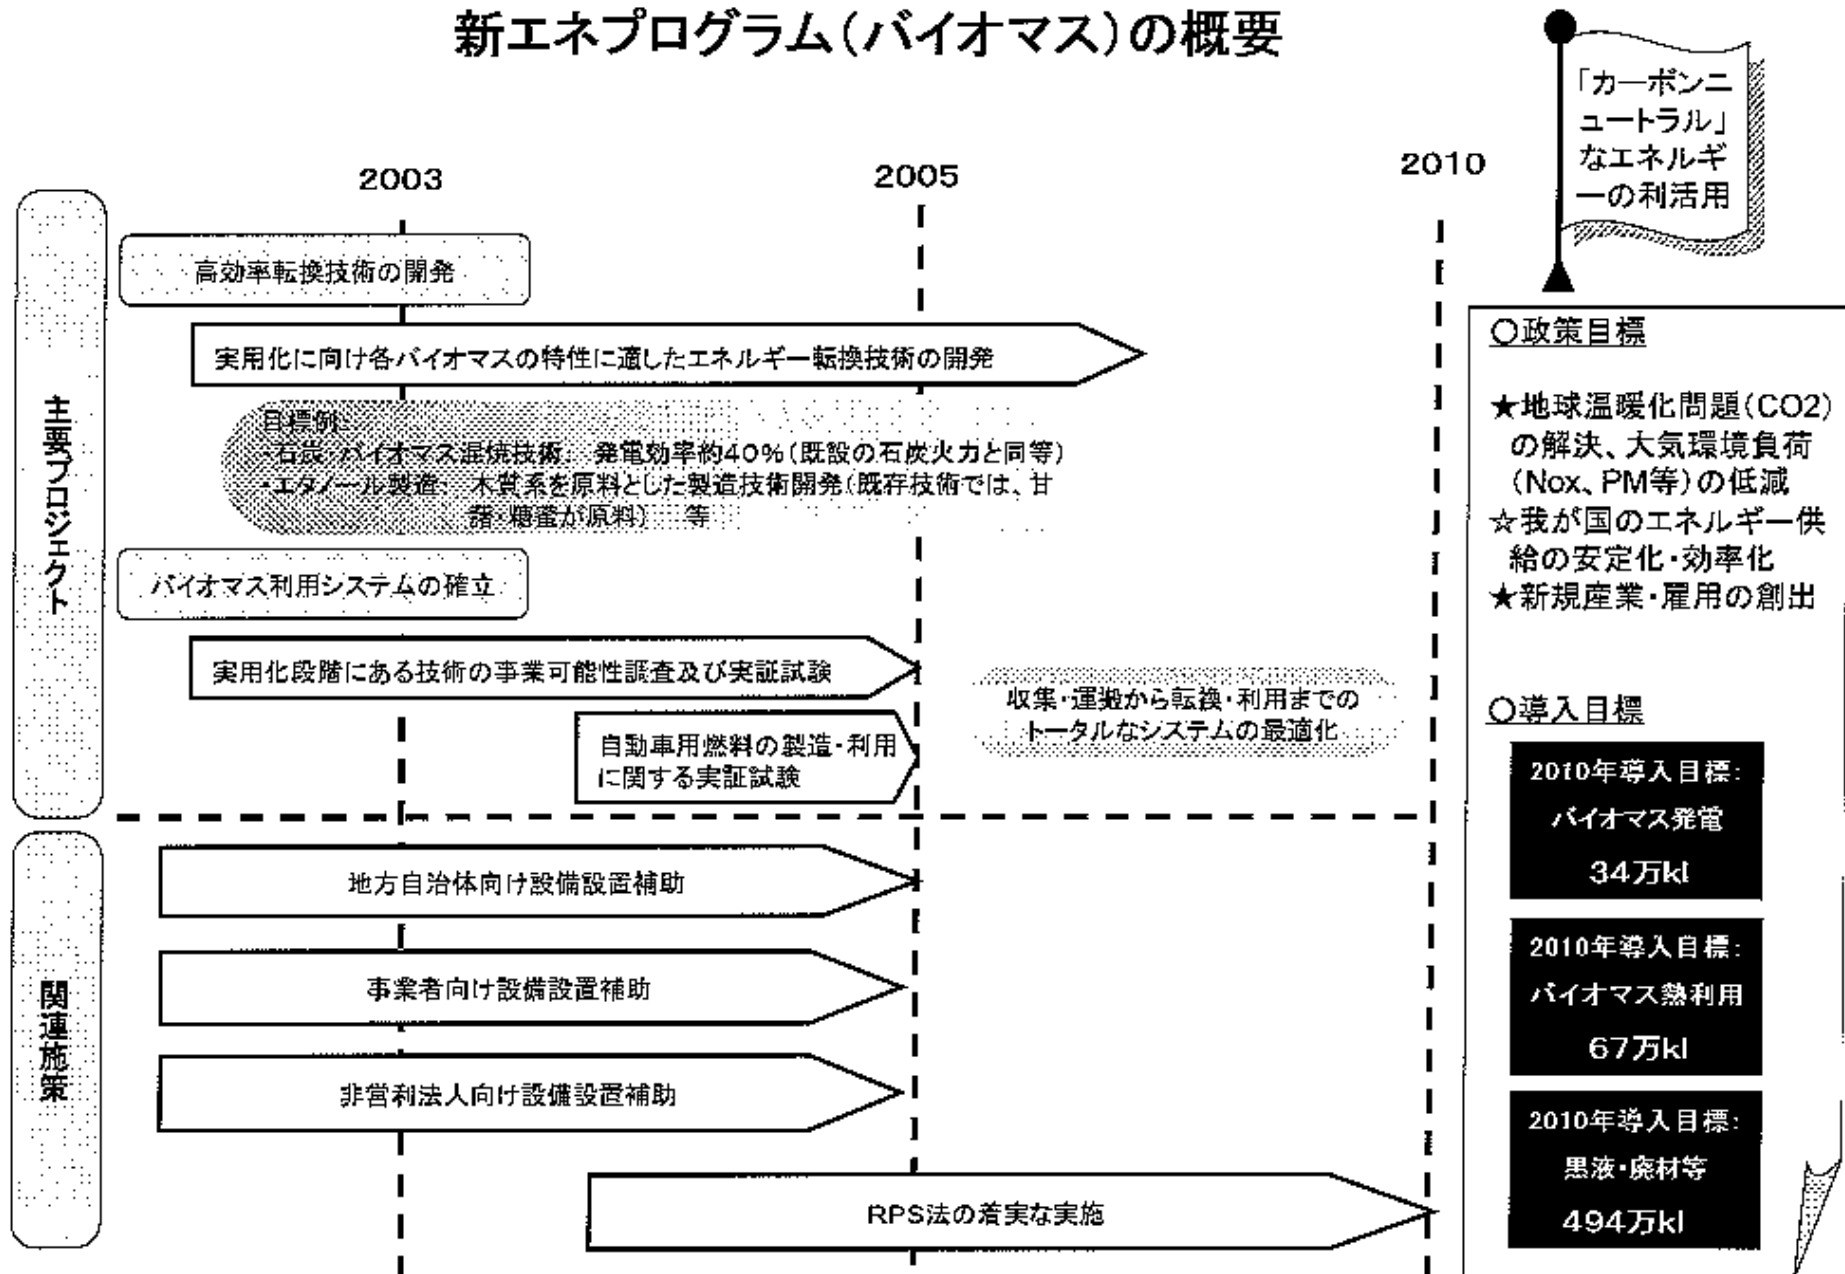 新エネプログラム(バイオマス)の概要
「カーボンニ
ュートラル」
なエネルギ
ーの利活用
2003
2005
2010
主要プロジェクト
高効率転換技術の開発
実用化に向け各バイオマスの特性に適したエネルギー転換技術の開発
目標例:
・石炭・バイオマス混焼技術: 発電効率約40%(既設の石炭火力と同等)
・エタノール製造: 木質系を原料とした製造技術開発(既存技術では、甘
藷・糖蜜が原料) 等
バイオマス利用システムの確立
実用化段階にある技術の事業可能性調査及び実証試験
自動車用燃料の製造・利用
に関する実証試験
収集・運搬から転換・利用までの
トータルなシステムの最適化
関連施策
地方自治体向け設備設置補助
事業者向け設備設置補助
非営利法人向け設備設置補助
RPS法の着実な実施
〇政策目標
★地球温暖化問題(CO2)
の解決、大気環境負荷
(Nox、PM等)の低減
☆我が国のエネルギー供
給の安定化・効率化
★新規産業・雇用の創出
〇導入目標
2010年導入目標:
バイオマス発電
34万kl
2010年導入目標:
バイオマス熱利用
67万kl
2010年導入目標:
黒液・廃材等
494万kl